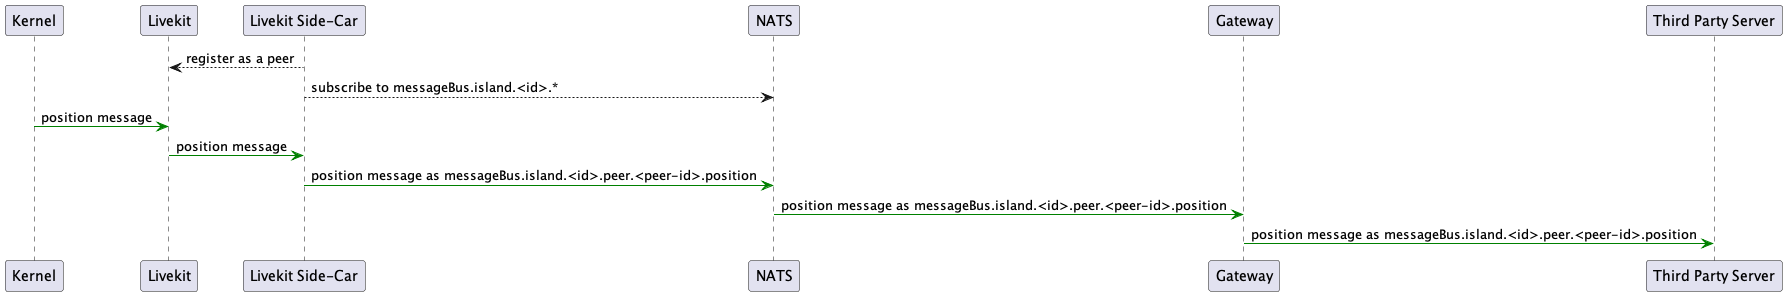 Kernel
Livekit
Livekit Side-Car
NATS
Gateway
Third Party Server
register as a peer
subscribe to messageBus.island.<id>.*
position message
position message
position message as messageBus.island.<id>.peer.<peer-id>.position
position message as messageBus.island.<id>.peer.<peer-id>.position
position message as messageBus.island.<id>.peer.<peer-id>.position
Kernel
Livekit
Livekit Side-Car
NATS
Gateway
Third Party Server